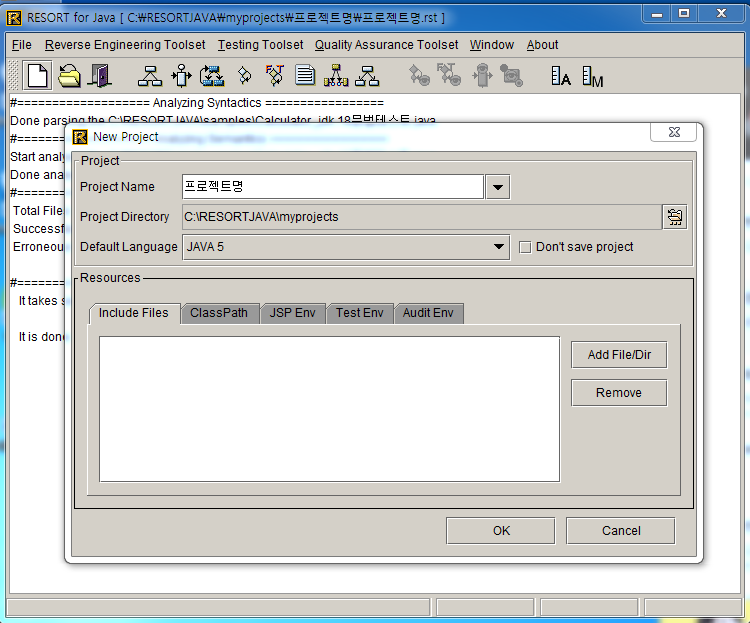 RESORT for Java [ C:\RESORTJAVA\myprojects\프로젝트명\프로젝트명.rst ]
File Reverse Engineering Toolset Testing Toolset Quality Assurance Toolset Window About
#=================== Analyzing Syntactics =================
Done parsing the C:\RESORTJAVA\samples\Calculator_jdk 18문법테스트.java
New Project
Start analy
Done ana
Total File
Successf
Erroneou
It takes s
It is done
Project
Project Name 프로젝트명
Project Directory C:\RESORTJAVA\myprojects
Default Language JAVA 5 Don't save project
Resources
Include Files ClassPath JSP Env Test Env Audit Env
Add File/Dir
Remove
OK Cancel